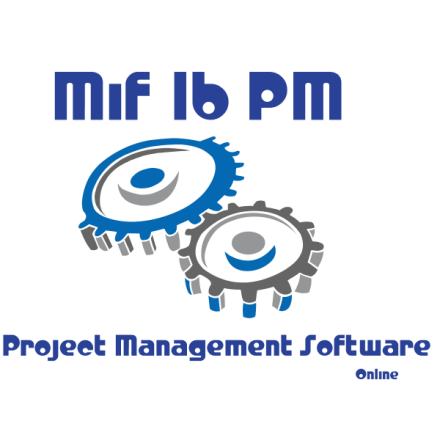 Mif Ib PM
Project Management Software
Online